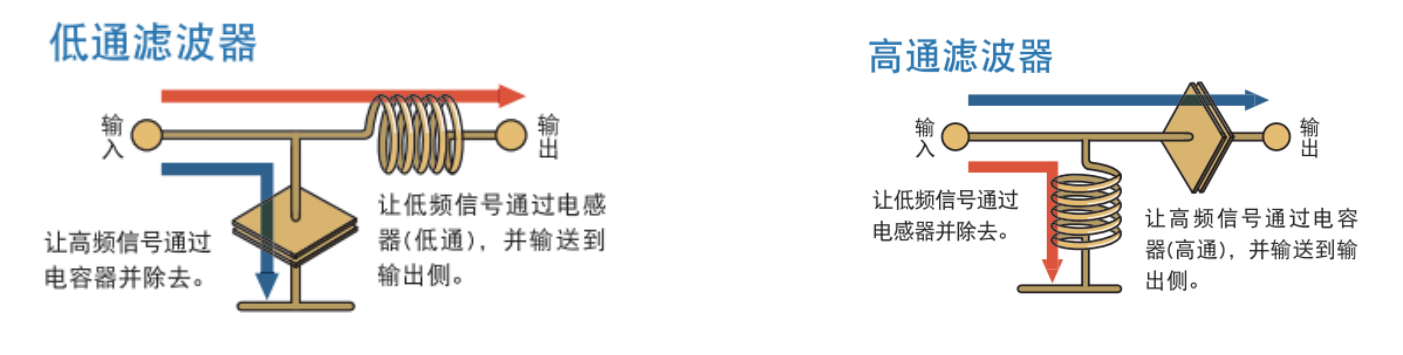 低通滤波器
输入
输出
让高频信号通过
电容器并除去。
让低频信号通过电感
器(低通)，并输送到
输出侧。
高通滤波器
输入
输出
让低频信号通过
电感器并除去。
让高频信号通过电容
器(高通)，并输送到输
出侧。